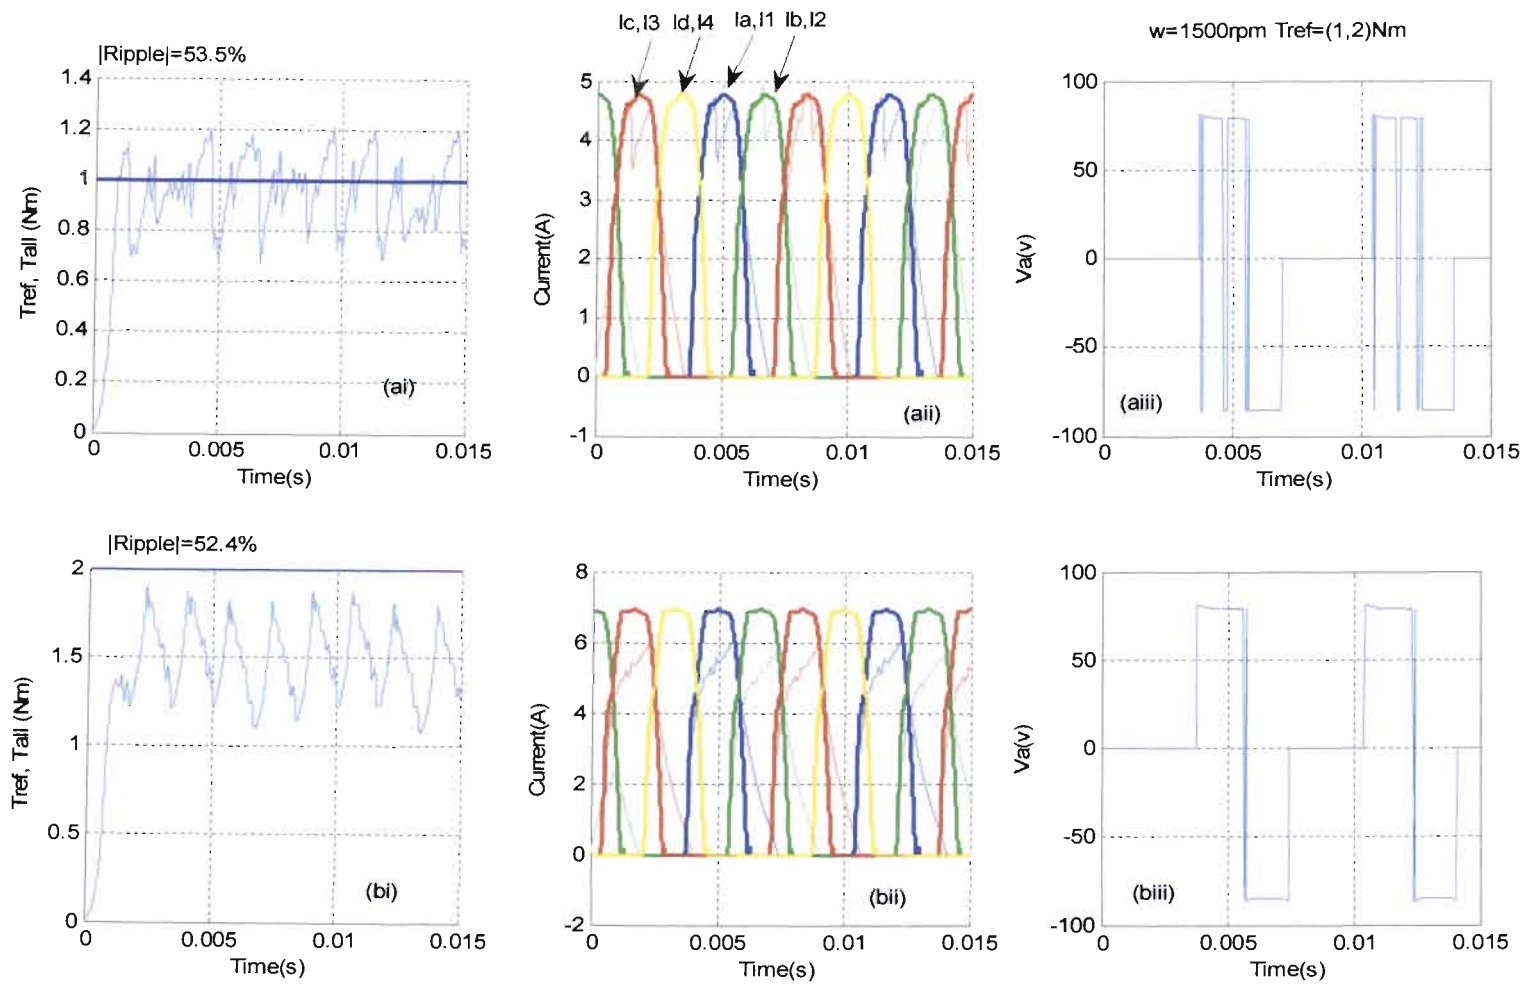 Ic,I3 Id,I4 Ia,I1 Ib,I2
w=1500rpm Tref=(1,2)Nm
|Ripple|=53.5%
1.4
1.2
1
0.8
0.6
0.4
0.2
0
Tref, Tall (Nm)
(ai)
0 0.005 0.01 0.015
Time(s)
5
4
3
2
1
0
-1
Current(A)
(aii)
0 0.005 0.01 0.015
Time(s)
100
50
0
-50
-100
Va(v)
(aiii)
0 0.005 0.01 0.015
Time(s)
|Ripple|=52.4%
2
1.5
1
0.5
0
Tref, Tall (Nm)
(bi)
0 0.005 0.01 0.015
Time(s)
8
6
4
2
0
-2
Current(A)
(bii)
0 0.005 0.01 0.015
Time(s)
100
50
0
-50
-100
Va(v)
(biii)
0 0.005 0.01 0.015
Time(s)